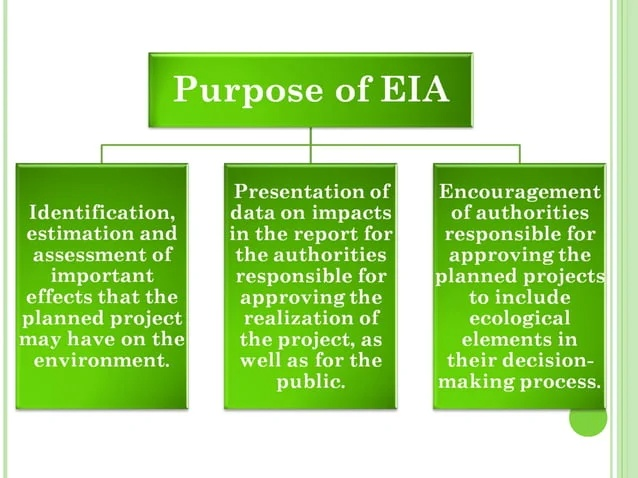 Purpose of EIA
Identification,
estimation and
assessment of
important
effects that the
planned project
may have on the
environment.
Presentation of
data on impacts
in the report for
the authorities
responsible for
approving the
realization of
the project, as
well as for the
public.
Encouragement
of authorities
responsible for
approving the
planned projects
to include
ecological
elements in
their decision-
making process.